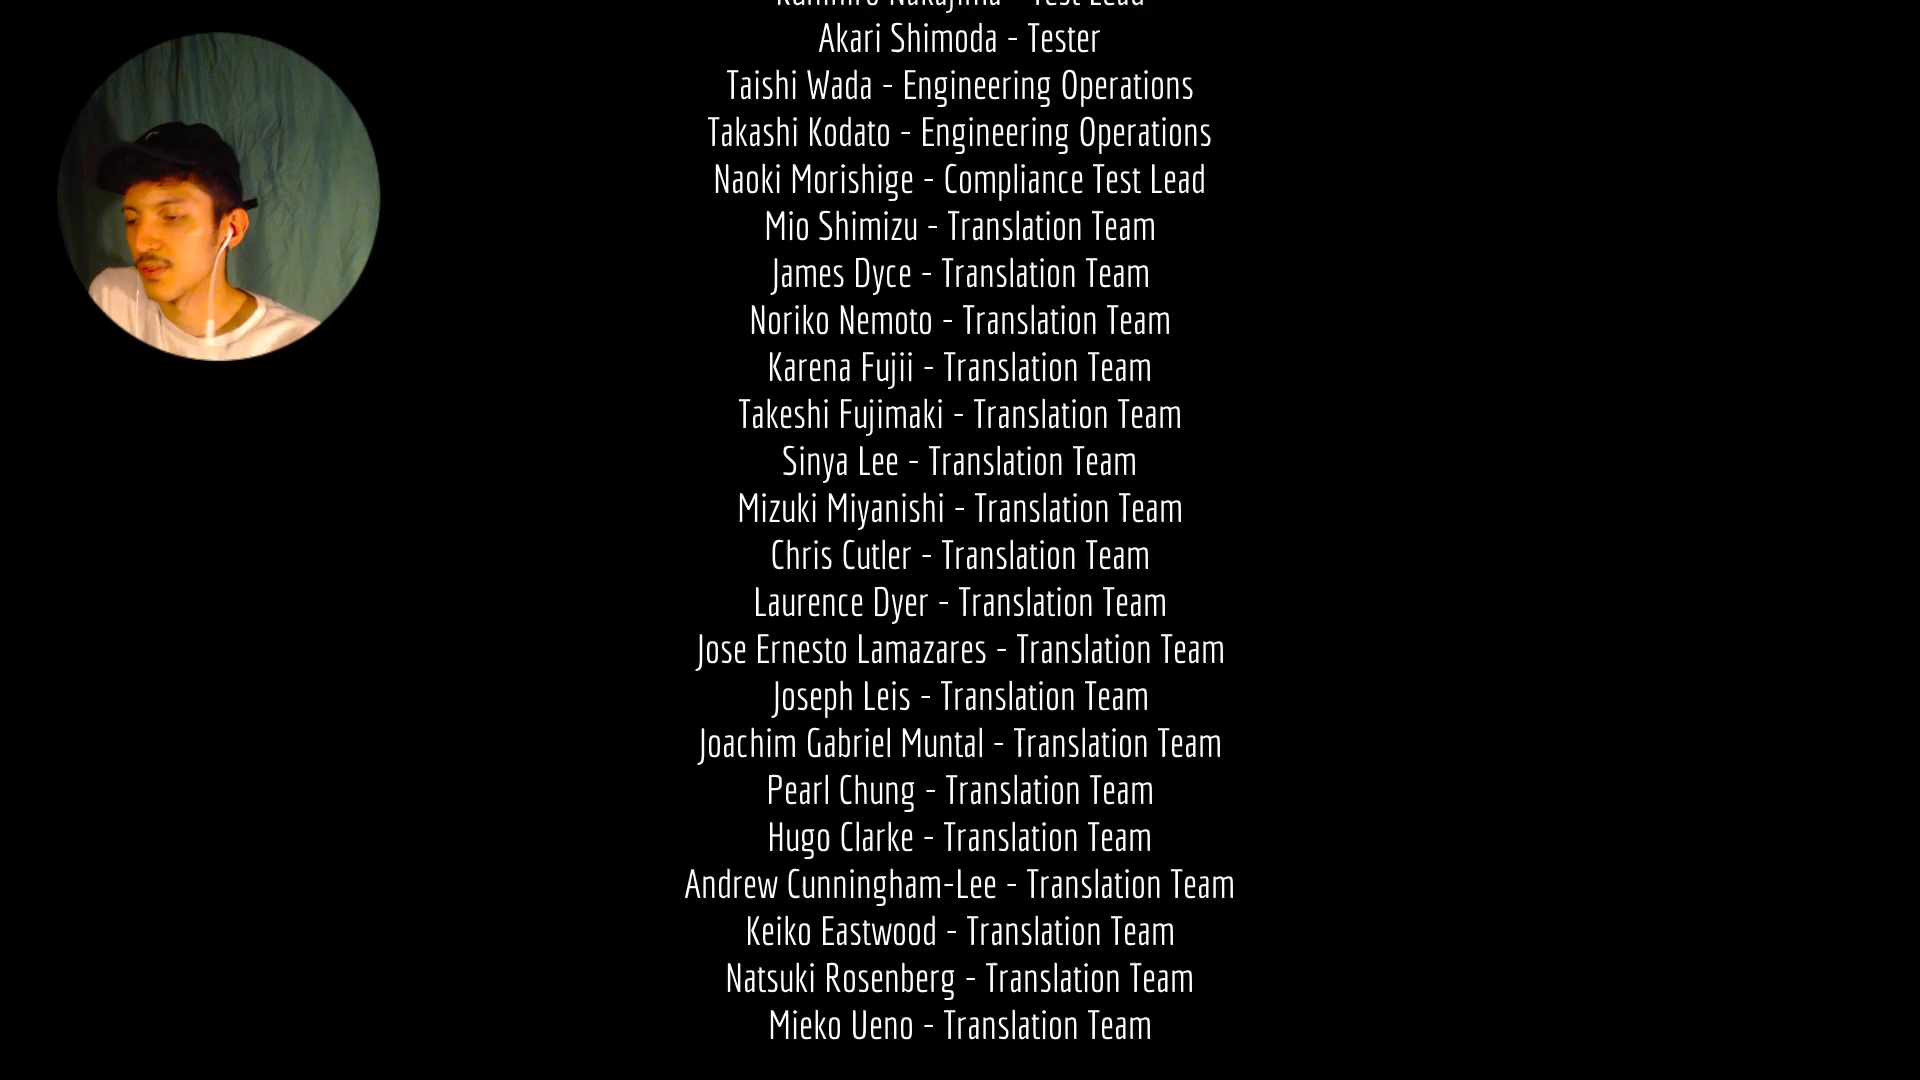 Akari Shimoda - Tester
Taishi Wada - Engineering Operations
Takashi Kodato - Engineering Operations
Naoki Morishige - Compliance Test Lead
Mio Shimizu - Translation Team
James Dyce - Translation Team
Noriko Nemoto - Translation Team
Karena Fujii - Translation Team
Takeshi Fujimaki - Translation Team
Sinya Lee - Translation Team
Mizuki Miyanishi - Translation Team
Chris Cutler - Translation Team
Laurence Dyer - Translation Team
Jose Ernesto Lamazares - Translation Team
Joseph Leis - Translation Team
Joachim Gabriel Muntal - Translation Team
Pearl Chung - Translation Team
Hugo Clarke - Translation Team
Andrew Cunningham-Lee - Translation Team
Keiko Eastwood - Translation Team
Natsuki Rosenberg - Translation Team
Mieko Ueno - Translation Team